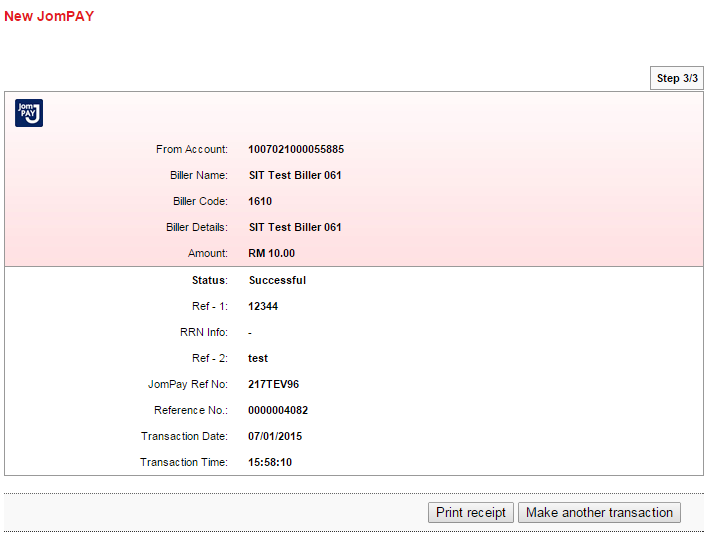 New JomPAY
Step 3/3
Jom
PAY
From Account: 1007021000055885
Biller Name: SIT Test Biller 061
Biller Code: 1610
Biller Details: SIT Test Biller 061
Amount: RM 10.00
Status: Successful
Ref - 1: 12344
RRN Info: -
Ref - 2: test
JomPay Ref No: 217TEV96
Reference No.: 0000004082
Transaction Date: 07/01/2015
Transaction Time: 15:58:10
Print receipt Make another transaction